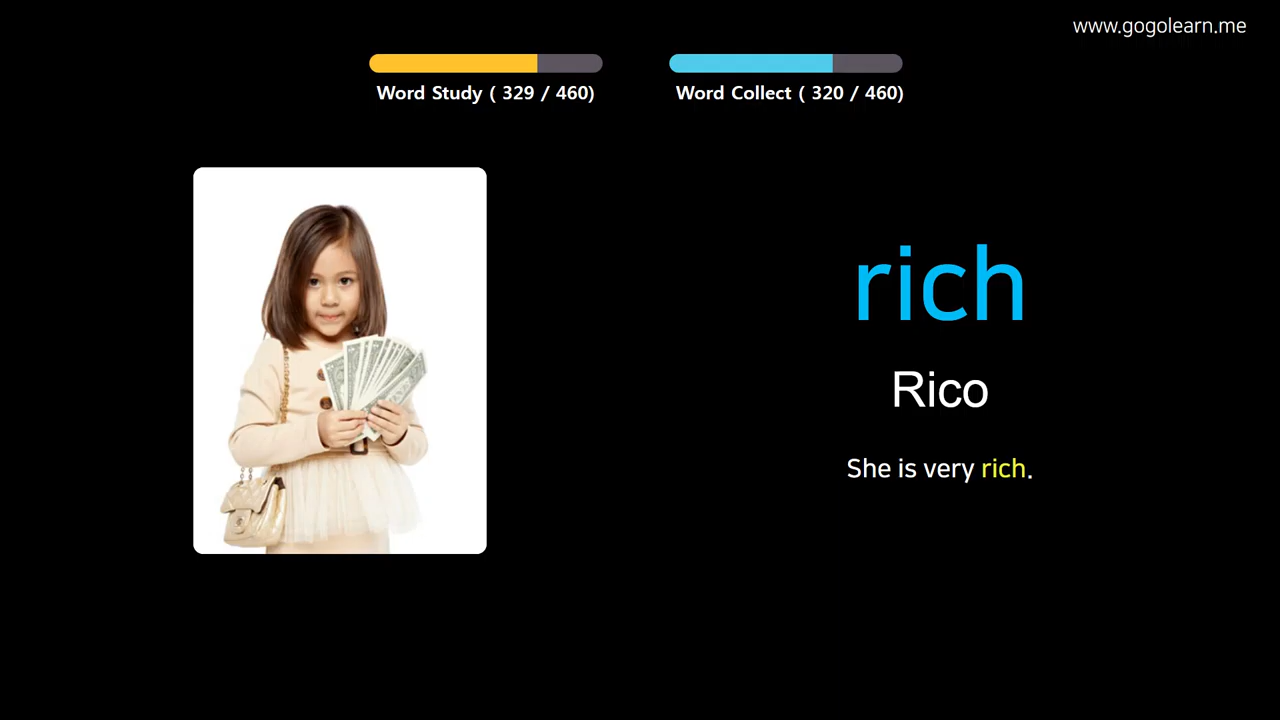 www.gogolearn.me
Word Study ( 329 / 460)
Word Collect ( 320 / 460)
rich
Rico
She is very rich.